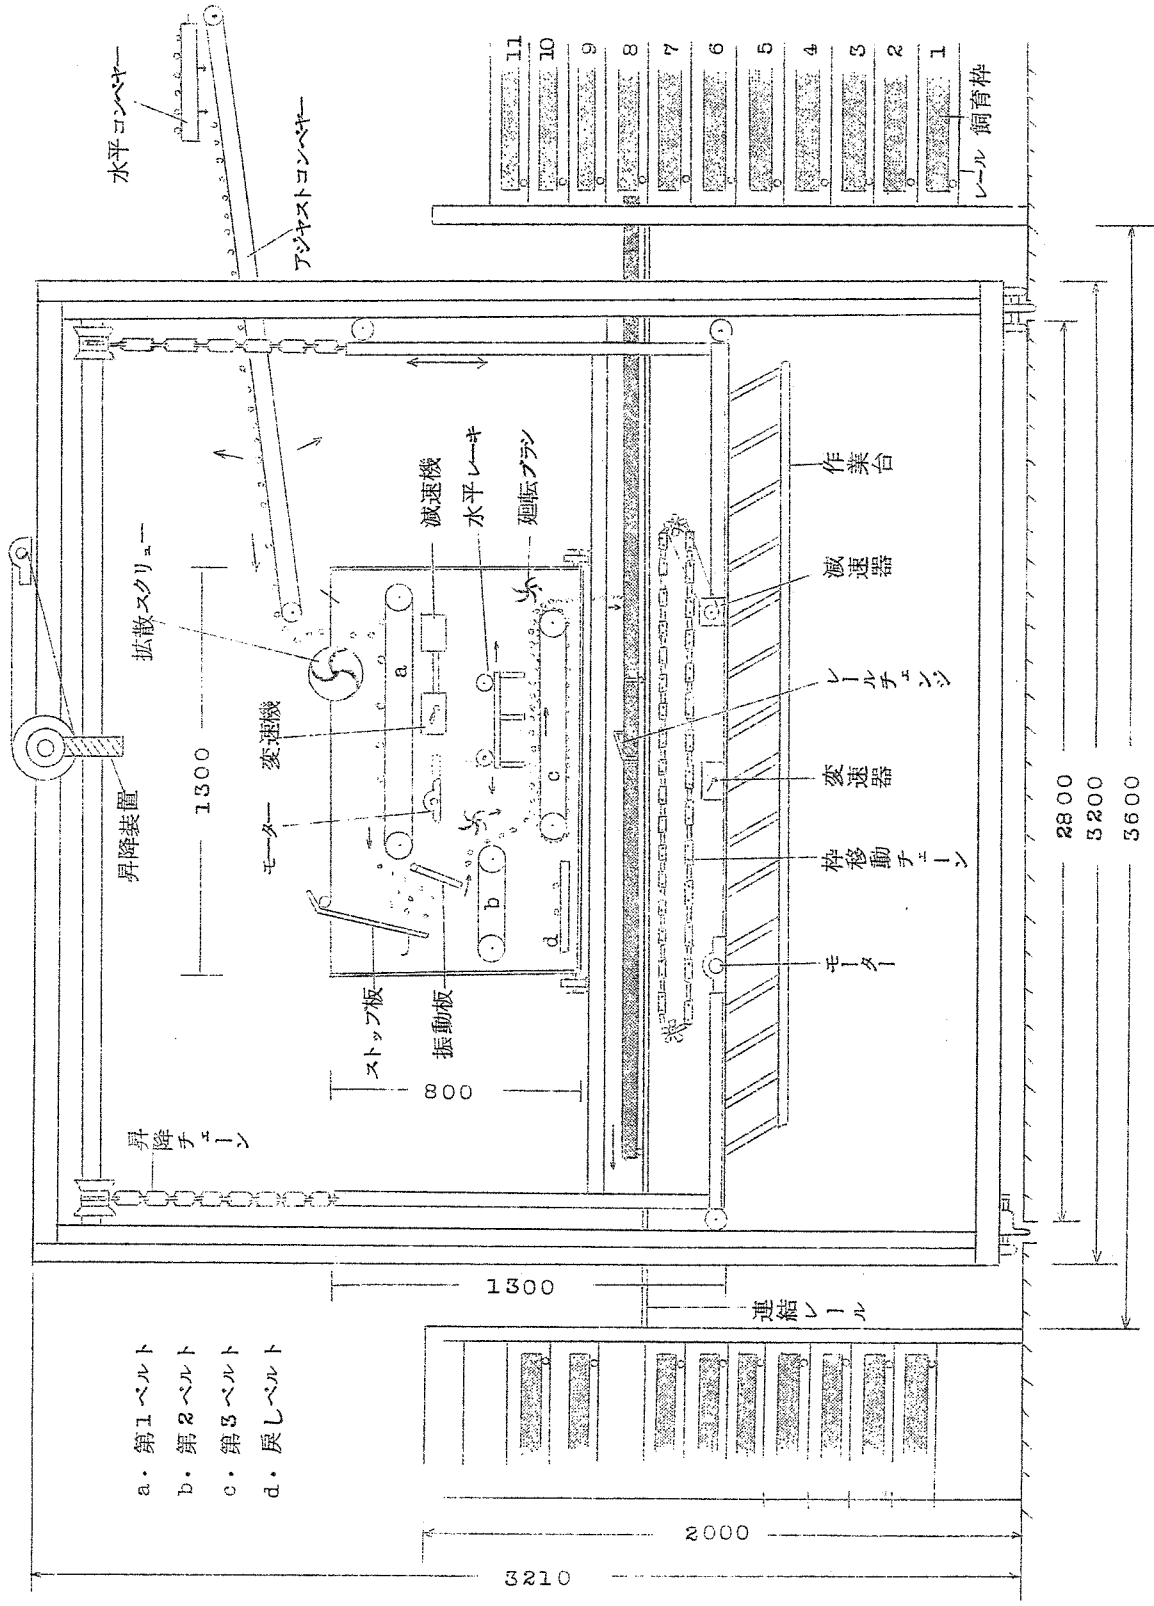 水平コンベヤー
アジャストコンベヤー
拡散スクリュー
昇降装置
1300
変速機
モーター
減速機
水平レーキ
廻転ブラシ
a
b
c
d
ストップ板
振動板
800
昇降チェーン
11
10
9
8
7
6
5
4
3
2
1
レール
飼育枠
作業台
減速器
レールチェンジ
変速器
枠移動チェーン
モーター
1300
連結レール
2800
3200
3600
a・第1ベルト
b・第2ベルト
c・第3ベルト
d・戻しベルト
2000
3210